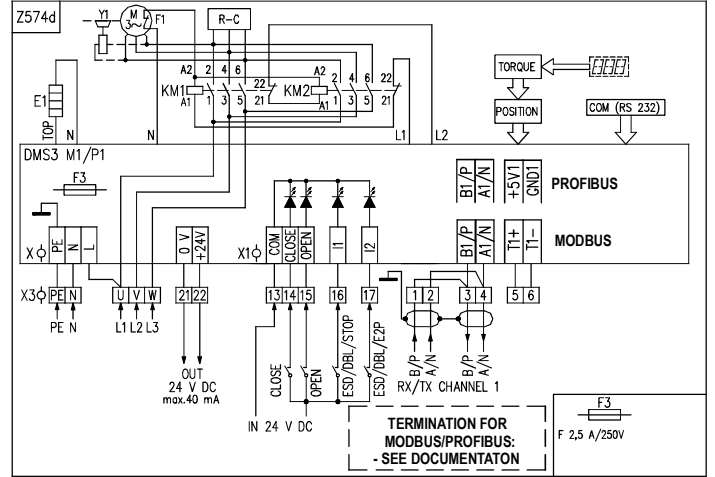 Z574d
Y1
M
3~
F1
R-C
A2
2 4 6
22
A2
2 4 6
22
KM1
KM2
A1
1 3 5
21
A1
1 3 5
21
E1
TOP
N
N
L1
L2
TORQUE
POSITION
COM (RS 232)
DMS3 M1/P1
F3
B1/P
A1/N
+5V1
GND1
PROFIBUS
X
PE
N
L
0 V
+24V
X1
COM
CLOSE
OPEN
I1
I2
B1/P
A1/N
T1+
T1-
MODBUS
X3
PE N
U V W
21 22
13 14 15
16
17
1 2
3 4
5 6
PE N
L1 L2 L3
OUT
24 V DC
max.40 mA
CLOSE
OPEN
ESD/DBL/STOP
ESD/DBL/E2P
B/P
A/N
B/P
A/N
RX/TX CHANNEL 1
IN 24 V DC
TERMINATION FOR
MODBUS/PROFIBUS:
- SEE DOCUMENTATON
F3
F 2,5 A/250V